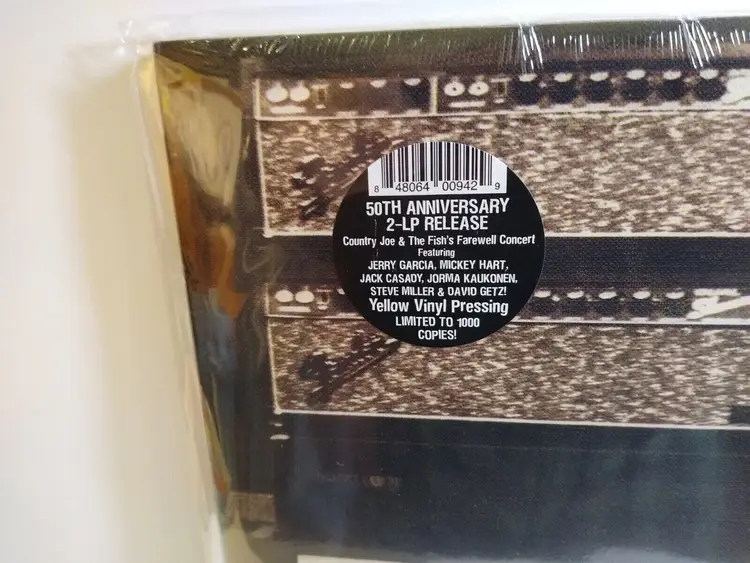 8 48064 00942 9
50TH ANNIVERSARY
2-LP RELEASE
Country Joe & The Fish's Farewell Concert
Featuring
JERRY GARCIA, MICKEY HART,
JACK CASADY, JORMA KAUKONEN,
STEVE MILLER & DAVID GETZ!
Yellow Vinyl Pressing
LIMITED TO 1000
COPIES!